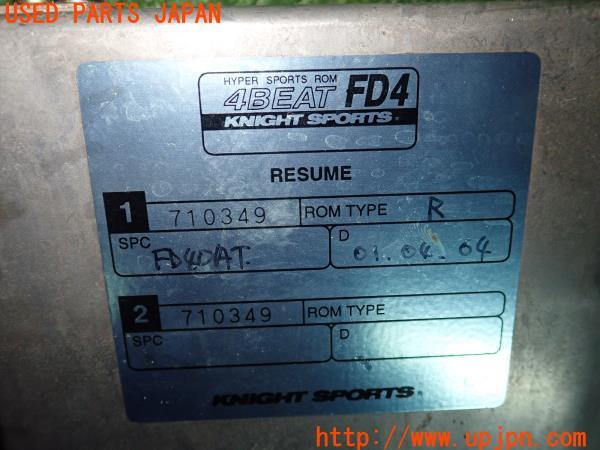 USED PARTS JAPAN
HYPER SPORTS ROM
4BEAT FD4
KNIGHT SPORTS
RESUME
1 710349 ROM TYPE R
SPC FD4DAT. D 01.04.04
2 710349 ROM TYPE
SPC D
KNIGHT SPORTS
http://www.upjpn.com